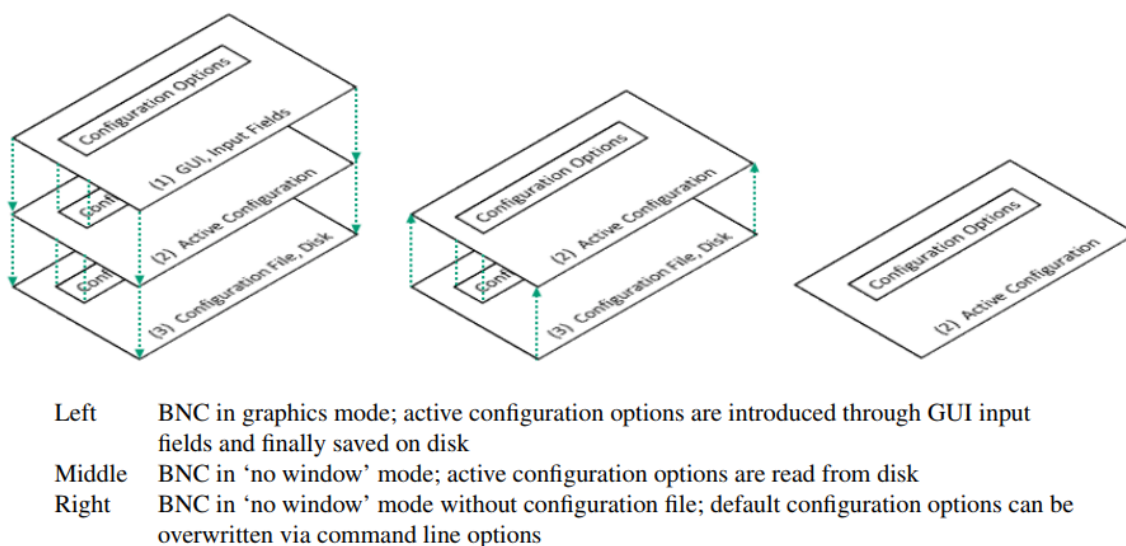 Configuration Options
(1) GUI, Input Fields
Conf
(2) Active Configuration
Conf
(3) Configuration File, Disk
Configuration Options
(2) Active Configuration
Conf
(3) Configuration File, Disk
Configuration Options
(2) Active Configuration
Left BNC in graphics mode; active configuration options are introduced through GUI input
fields and finally saved on disk
Middle BNC in ‘no window’ mode; active configuration options are read from disk
Right BNC in ‘no window’ mode without configuration file; default configuration options can be
overwritten via command line options